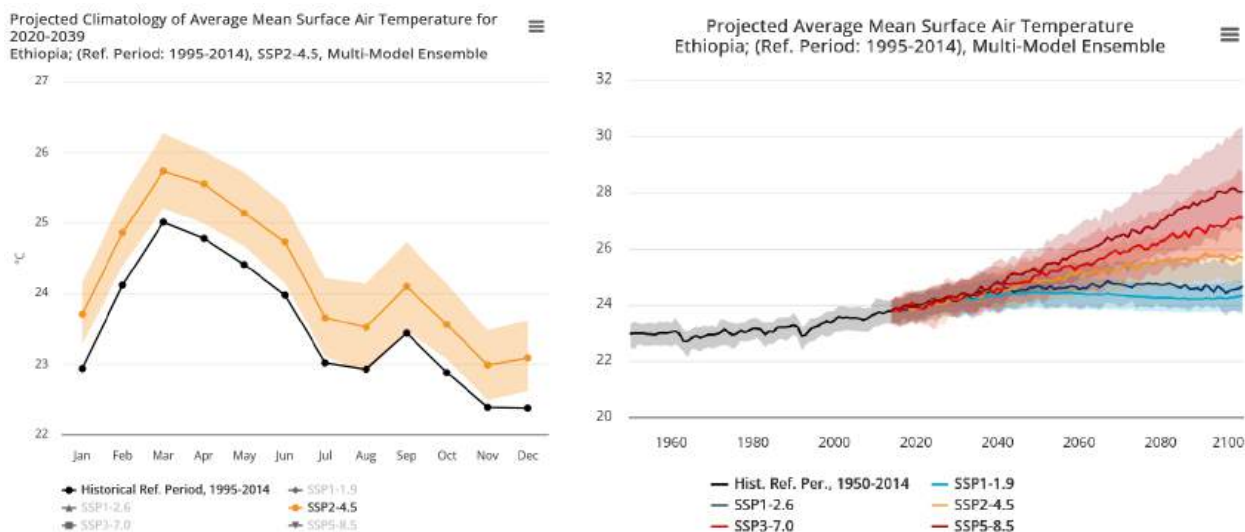 Projected Climatology of Average Mean Surface Air Temperature for
2020-2039
Ethiopia; (Ref. Period: 1995-2014), SSP2-4.5, Multi-Model Ensemble
27
26
25
24
23
22
°C
Jan Feb Mar Apr May Jun Jul Aug Sep Oct Nov Dec
Historical Ref. Period, 1995-2014 SSP1-1.9
SSP1-2.6 SSP2-4.5
SSP3-7.0 SSP5-8.5
Projected Average Mean Surface Air Temperature
Ethiopia; (Ref. Period: 1995-2014), Multi-Model Ensemble
32
30
28
26
24
22
20
1960 1980 2000 2020 2040 2060 2080 2100
Hist. Ref. Per., 1950-2014 SSP1-1.9
SSP1-2.6 SSP2-4.5
SSP3-7.0 SSP5-8.5